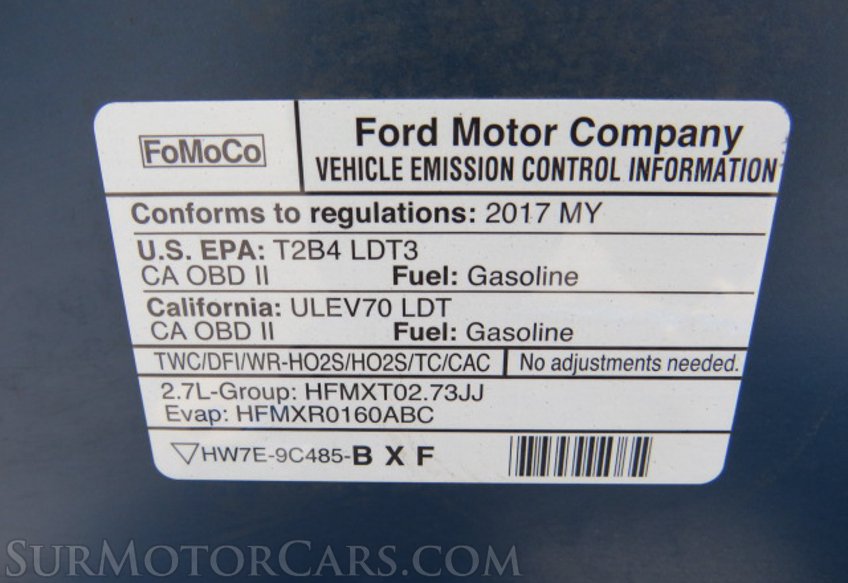 FoMoCo
Ford Motor Company
VEHICLE EMISSION CONTROL INFORMATION
Conforms to regulations: 2017 MY
U.S. EPA: T2B4 LDT3
CA OBD II Fuel: Gasoline
California: ULEV70 LDT
CA OBD II Fuel: Gasoline
TWC/DFI/WR-HO2S/HO2S/TC/CAC No adjustments needed.
2.7L-Group: HFMXT02.73JJ
Evap: HFMXR0160ABC
HW7E-9C485-B X F
SURMOTORCARS.COM